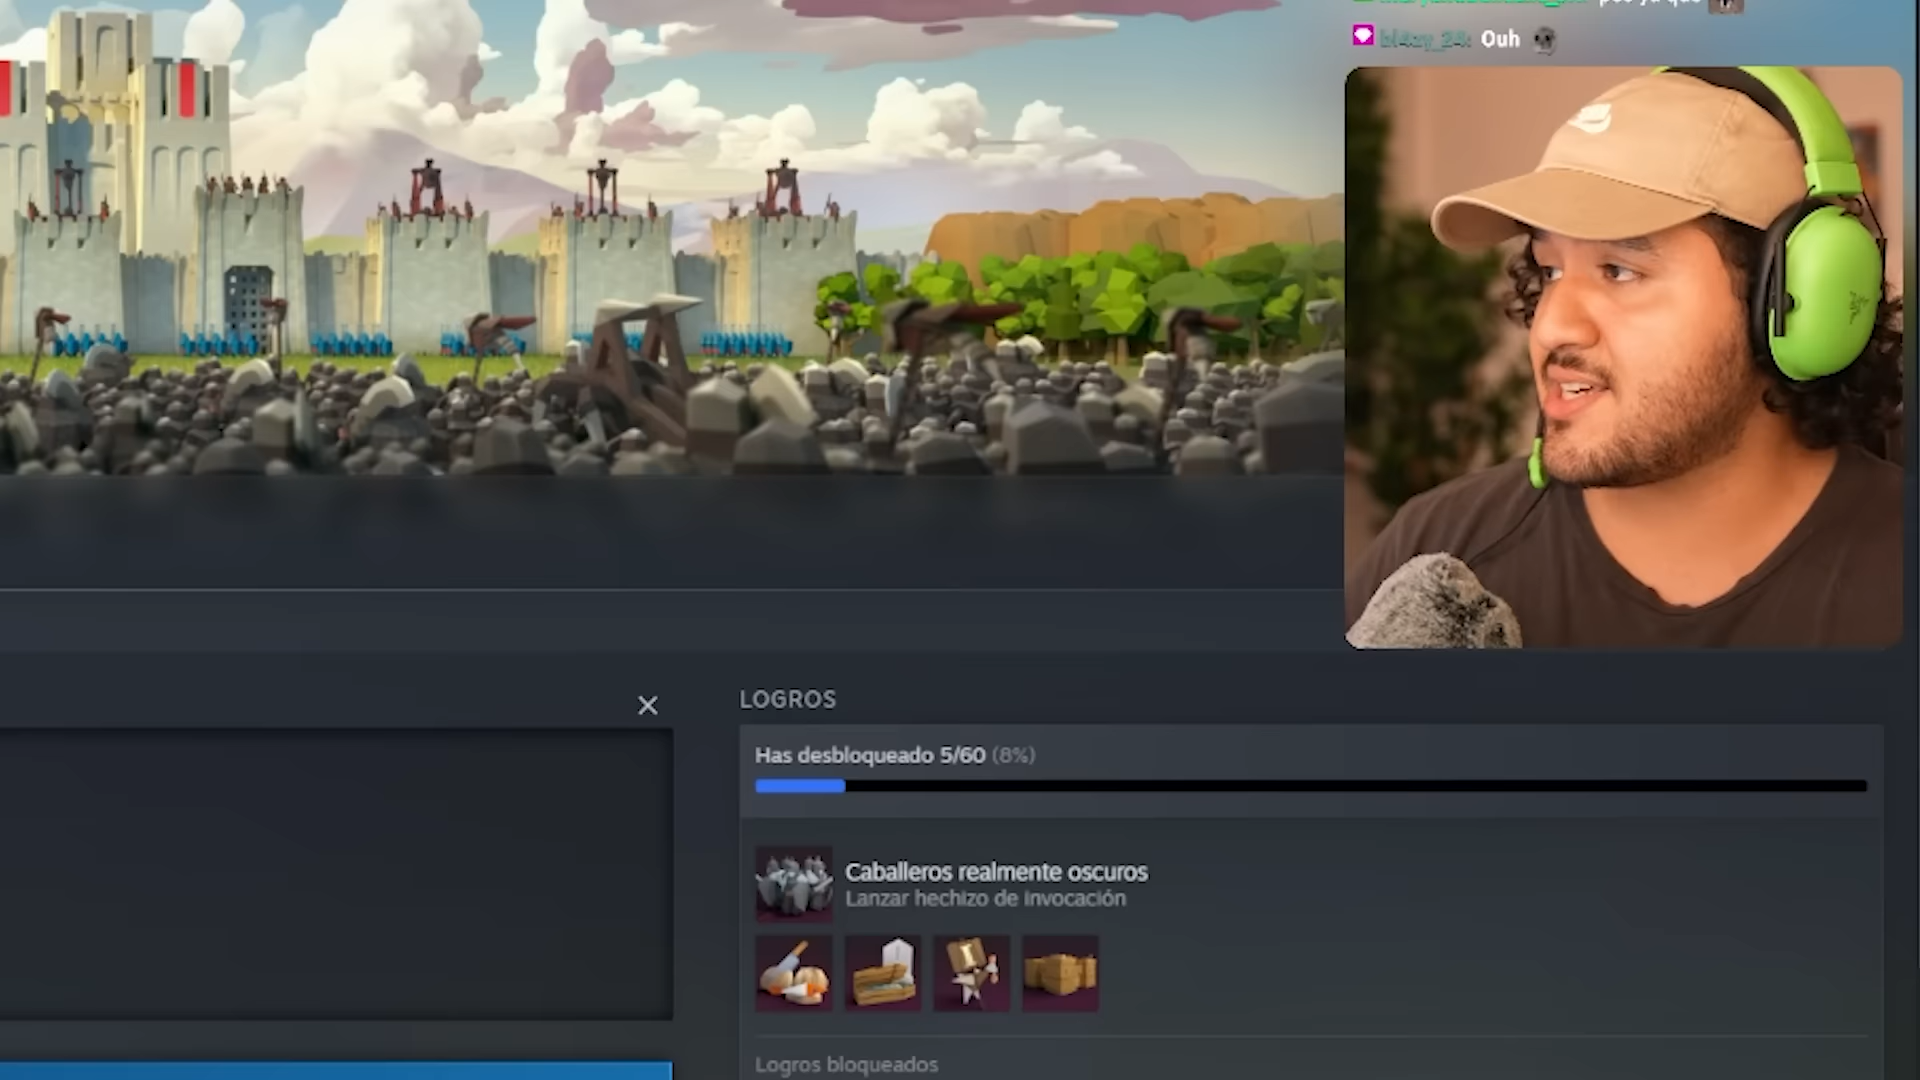 Ouh
LOGROS
Has desbloqueado 5/60 (8%)
Caballeros realmente oscuros
Lanzar hechizo de invocación
Logros bloqueados